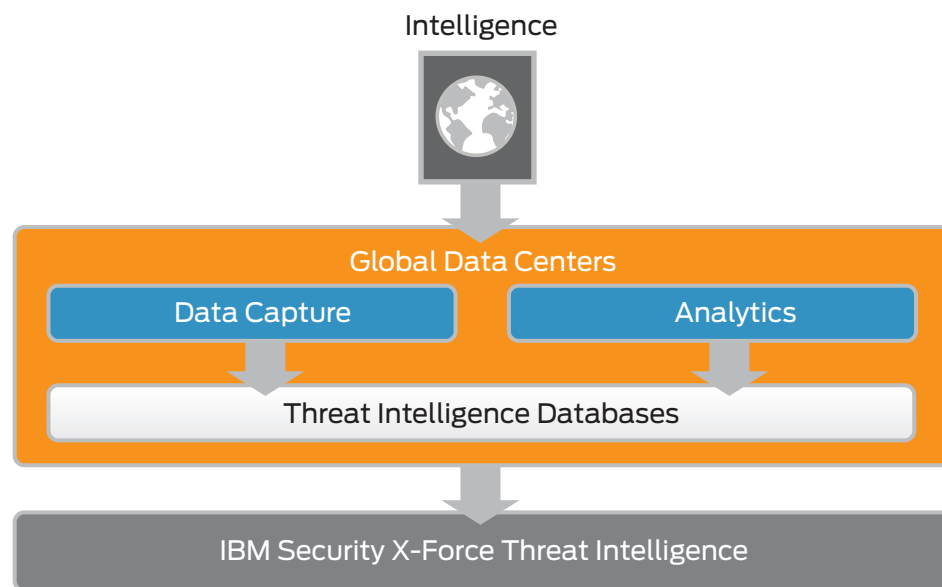 Intelligence
Global Data Centers
Data Capture
Analytics
Threat Intelligence Databases
IBM Security X-Force Threat Intelligence